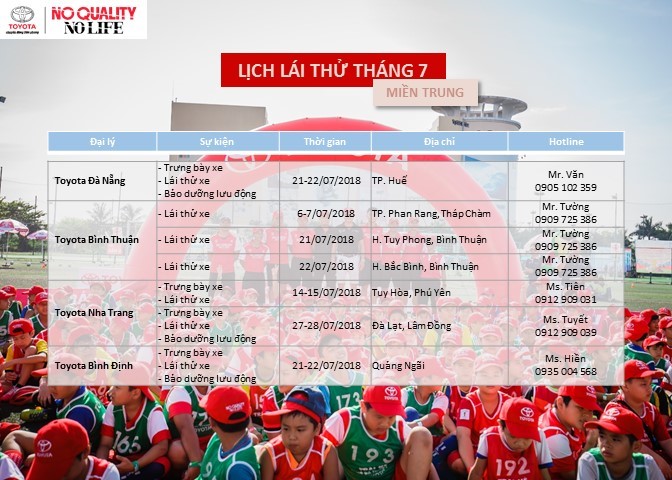 TOYOTA
NO QUALITY
NO LIFE
LỊCH LÁI THỬ THÁNG 7
MIỀN TRUNG
Đại lý Sự kiện Thời gian Địa chỉ Hotline
Toyota Đà Nẵng
- Trưng bày xe
- Lái thử xe
- Bảo dưỡng lưu động
21-22/07/2018
TP. Huế
Mr. Văn
0905 102 359
Toyota Bình Thuận
- Lái thử xe
6-7/07/2018
TP. Phan Rang, Tháp Chàm
Mr. Tường
0909 725 386
- Lái thử xe
21/07/2018
H. Tuy Phong, Bình Thuận
Mr. Tường
0909 725 386
- Lái thử xe
22/07/2018
H. Bắc Bình, Bình Thuận
Mr. Tường
0909 725 386
Toyota Nha Trang
- Trưng bày xe
- Lái thử xe
14-15/07/2018
Tuy Hòa, Phú Yên
Ms. Tiên
0912 909 031
- Trưng bày xe
- Lái thử xe
- Bảo dưỡng lưu động
27-28/07/2018
Đà Lạt, Lâm Đồng
Ms. Tuyết
0912 909 039
Toyota Bình Định
- Trưng bày xe
- Lái thử xe
- Bảo dưỡng lưu động
21-22/07/2018
Quảng Ngãi
Ms. Hiền
0935 004 568
165
193
192